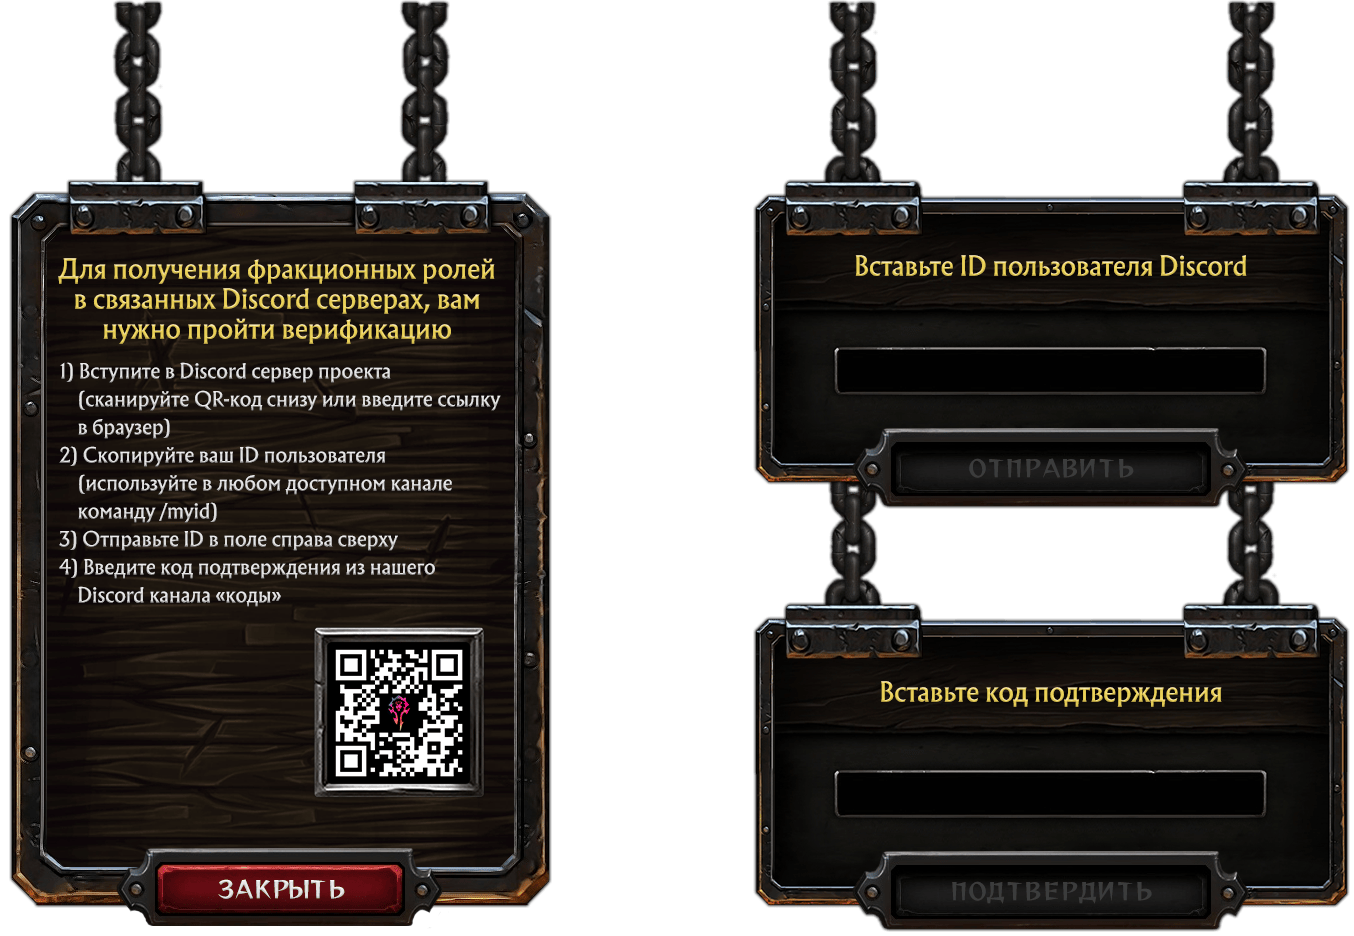 Для получения фракционных ролей
в связанных Discord серверах, вам
нужно пройти верификацию
1) Вступите в Discord сервер проекта
(сканируйте QR-код снизу или введите ссылку
в браузер)
2) Скопируйте ваш ID пользователя
(используйте в любом доступном канале
команду /myid)
3) Отправьте ID в поле справа сверху
4) Введите код подтверждения из нашего
Discord канала «коды»
ЗАКРЫТЬ
Вставьте ID пользователя Discord
ОТПРАВИТЬ
Вставьте код подтверждения
ПОДТВЕРДИТЬ